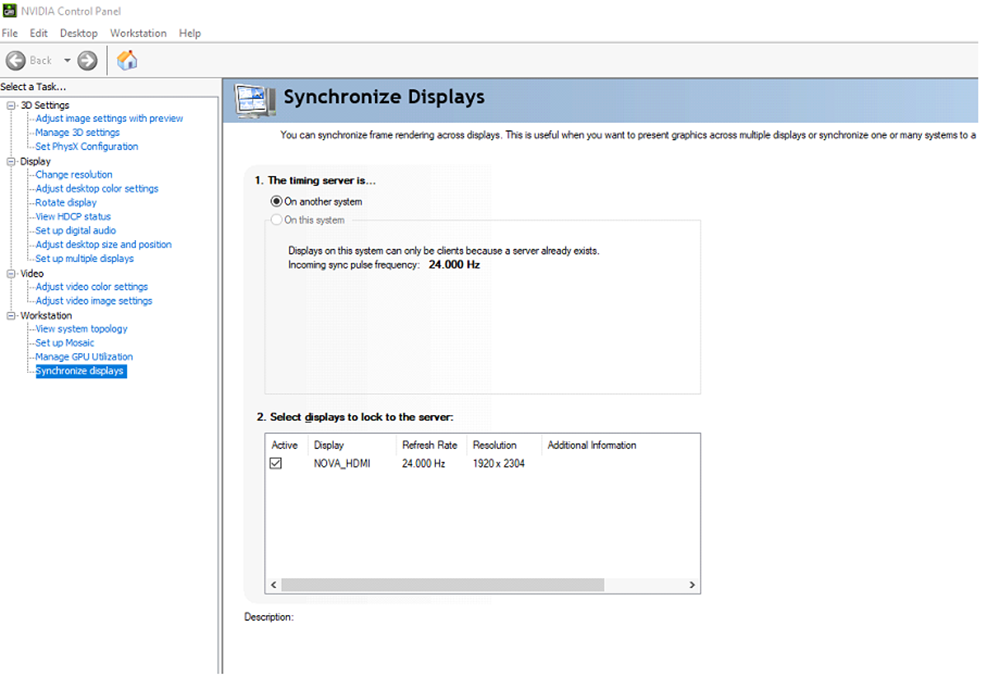 NVIDIA Control Panel
File Edit Desktop Workstation Help
Back
Select a Task...
3D Settings
Adjust image settings with preview
Manage 3D settings
Set PhysX Configuration
Display
Change resolution
Adjust desktop color settings
Rotate display
View HDCP status
Set up digital audio
Adjust desktop size and position
Set up multiple displays
Video
Adjust video color settings
Adjust video image settings
Workstation
View system topology
Set up Mosaic
Manage GPU Utilization
Synchronize displays
Synchronize Displays
You can synchronize frame rendering across displays. This is useful when you want to present graphics across multiple displays or synchronize one or many systems to a
1. The timing server is...
On another system
On this system
Displays on this system can only be clients because a server already exists.
Incoming sync pulse frequency: 24.000 Hz
2. Select displays to lock to the server:
Active Display Refresh Rate Resolution Additional Information
NOVA_HDMI 24.000 Hz 1920 x 2304
Description: